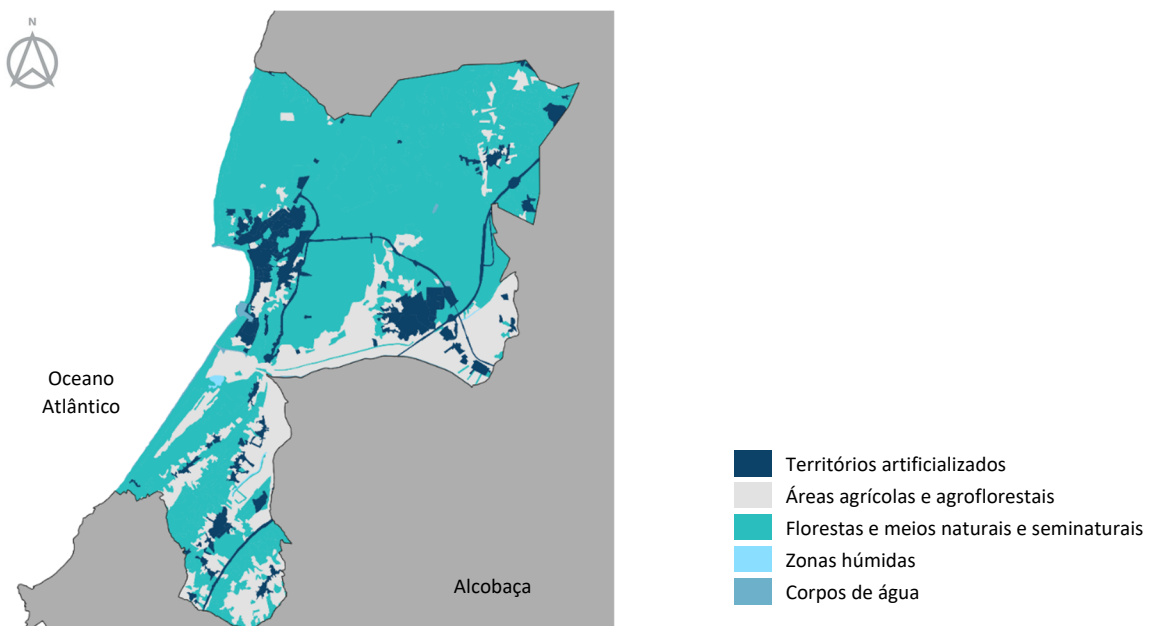 N
Oceano
Atlântico
Alcobaça
Territórios artificializados
Áreas agrícolas e agroflorestais
Florestas e meios naturais e seminaturais
Zonas húmidas
Corpos de água